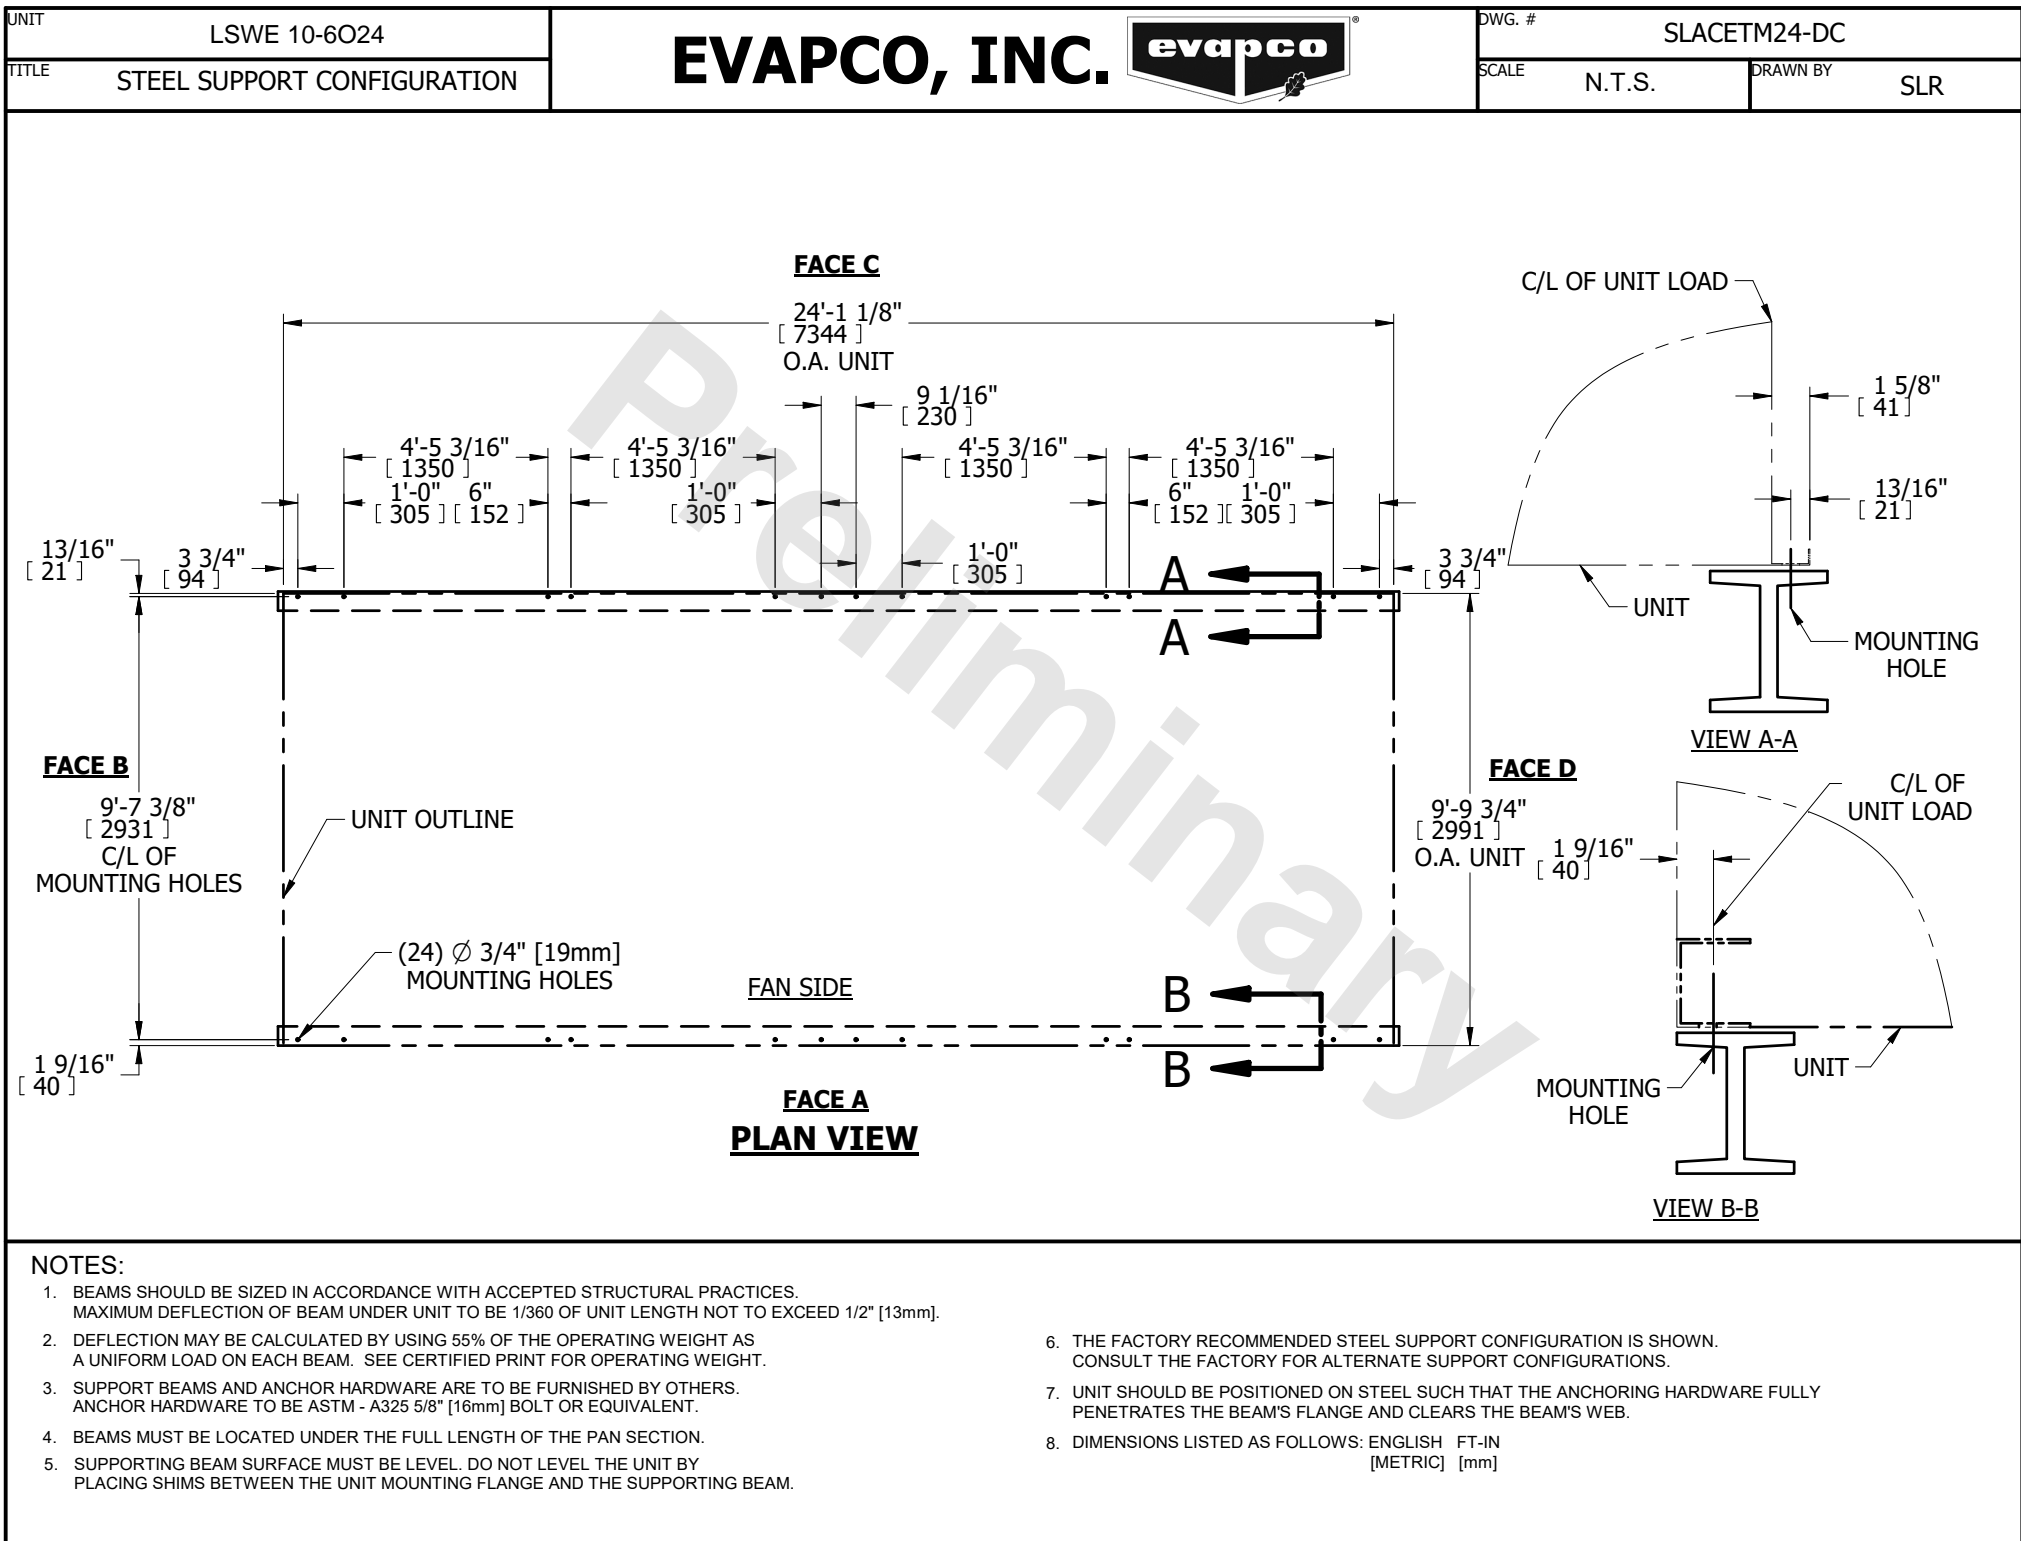 UNIT
LSWE 10-6O24
TITLE
STEEL SUPPORT CONFIGURATION
EVAPCO, INC.
evapco
®
DWG. #
SLACETM24-DC
SCALE
N.T.S.
DRAWN BY
SLR
FACE C
24'-1 1/8"
[ 7344 ]
O.A. UNIT
9 1/16"
[ 230 ]
4'-5 3/16"
[ 1350 ]
4'-5 3/16"
[ 1350 ]
4'-5 3/16"
[ 1350 ]
4'-5 3/16"
[ 1350 ]
1'-0"
[ 305 ]
6"
[ 152 ]
1'-0"
[ 305 ]
6"
[ 152 ]
1'-0"
[ 305 ]
13/16"
[ 21 ]
3 3/4"
[ 94 ]
1'-0"
[ 305 ]
3 3/4"
[ 94 ]
A
A
FACE B
9'-7 3/8"
[ 2931 ]
C/L OF
MOUNTING HOLES
UNIT OUTLINE
FACE D
9'-9 3/4"
[ 2991 ]
O.A. UNIT
(24) Ø 3/4" [19mm]
MOUNTING HOLES
FAN SIDE
B
B
1 9/16"
[ 40 ]
FACE A
PLAN VIEW
C/L OF UNIT LOAD
1 5/8"
[ 41 ]
13/16"
[ 21 ]
UNIT
MOUNTING
HOLE
VIEW A-A
C/L OF
UNIT LOAD
1 9/16"
[ 40 ]
UNIT
MOUNTING
HOLE
VIEW B-B
Preliminary
NOTES:
1. BEAMS SHOULD BE SIZED IN ACCORDANCE WITH ACCEPTED STRUCTURAL PRACTICES.
MAXIMUM DEFLECTION OF BEAM UNDER UNIT TO BE 1/360 OF UNIT LENGTH NOT TO EXCEED 1/2" [13mm].
2. DEFLECTION MAY BE CALCULATED BY USING 55% OF THE OPERATING WEIGHT AS
A UNIFORM LOAD ON EACH BEAM. SEE CERTIFIED PRINT FOR OPERATING WEIGHT.
3. SUPPORT BEAMS AND ANCHOR HARDWARE ARE TO BE FURNISHED BY OTHERS.
ANCHOR HARDWARE TO BE ASTM - A325 5/8" [16mm] BOLT OR EQUIVALENT.
4. BEAMS MUST BE LOCATED UNDER THE FULL LENGTH OF THE PAN SECTION.
5. SUPPORTING BEAM SURFACE MUST BE LEVEL. DO NOT LEVEL THE UNIT BY
PLACING SHIMS BETWEEN THE UNIT MOUNTING FLANGE AND THE SUPPORTING BEAM.
6. THE FACTORY RECOMMENDED STEEL SUPPORT CONFIGURATION IS SHOWN.
CONSULT THE FACTORY FOR ALTERNATE SUPPORT CONFIGURATIONS.
7. UNIT SHOULD BE POSITIONED ON STEEL SUCH THAT THE ANCHORING HARDWARE FULLY
PENETRATES THE BEAM'S FLANGE AND CLEARS THE BEAM'S WEB.
8. DIMENSIONS LISTED AS FOLLOWS: ENGLISH FT-IN
[METRIC] [mm]